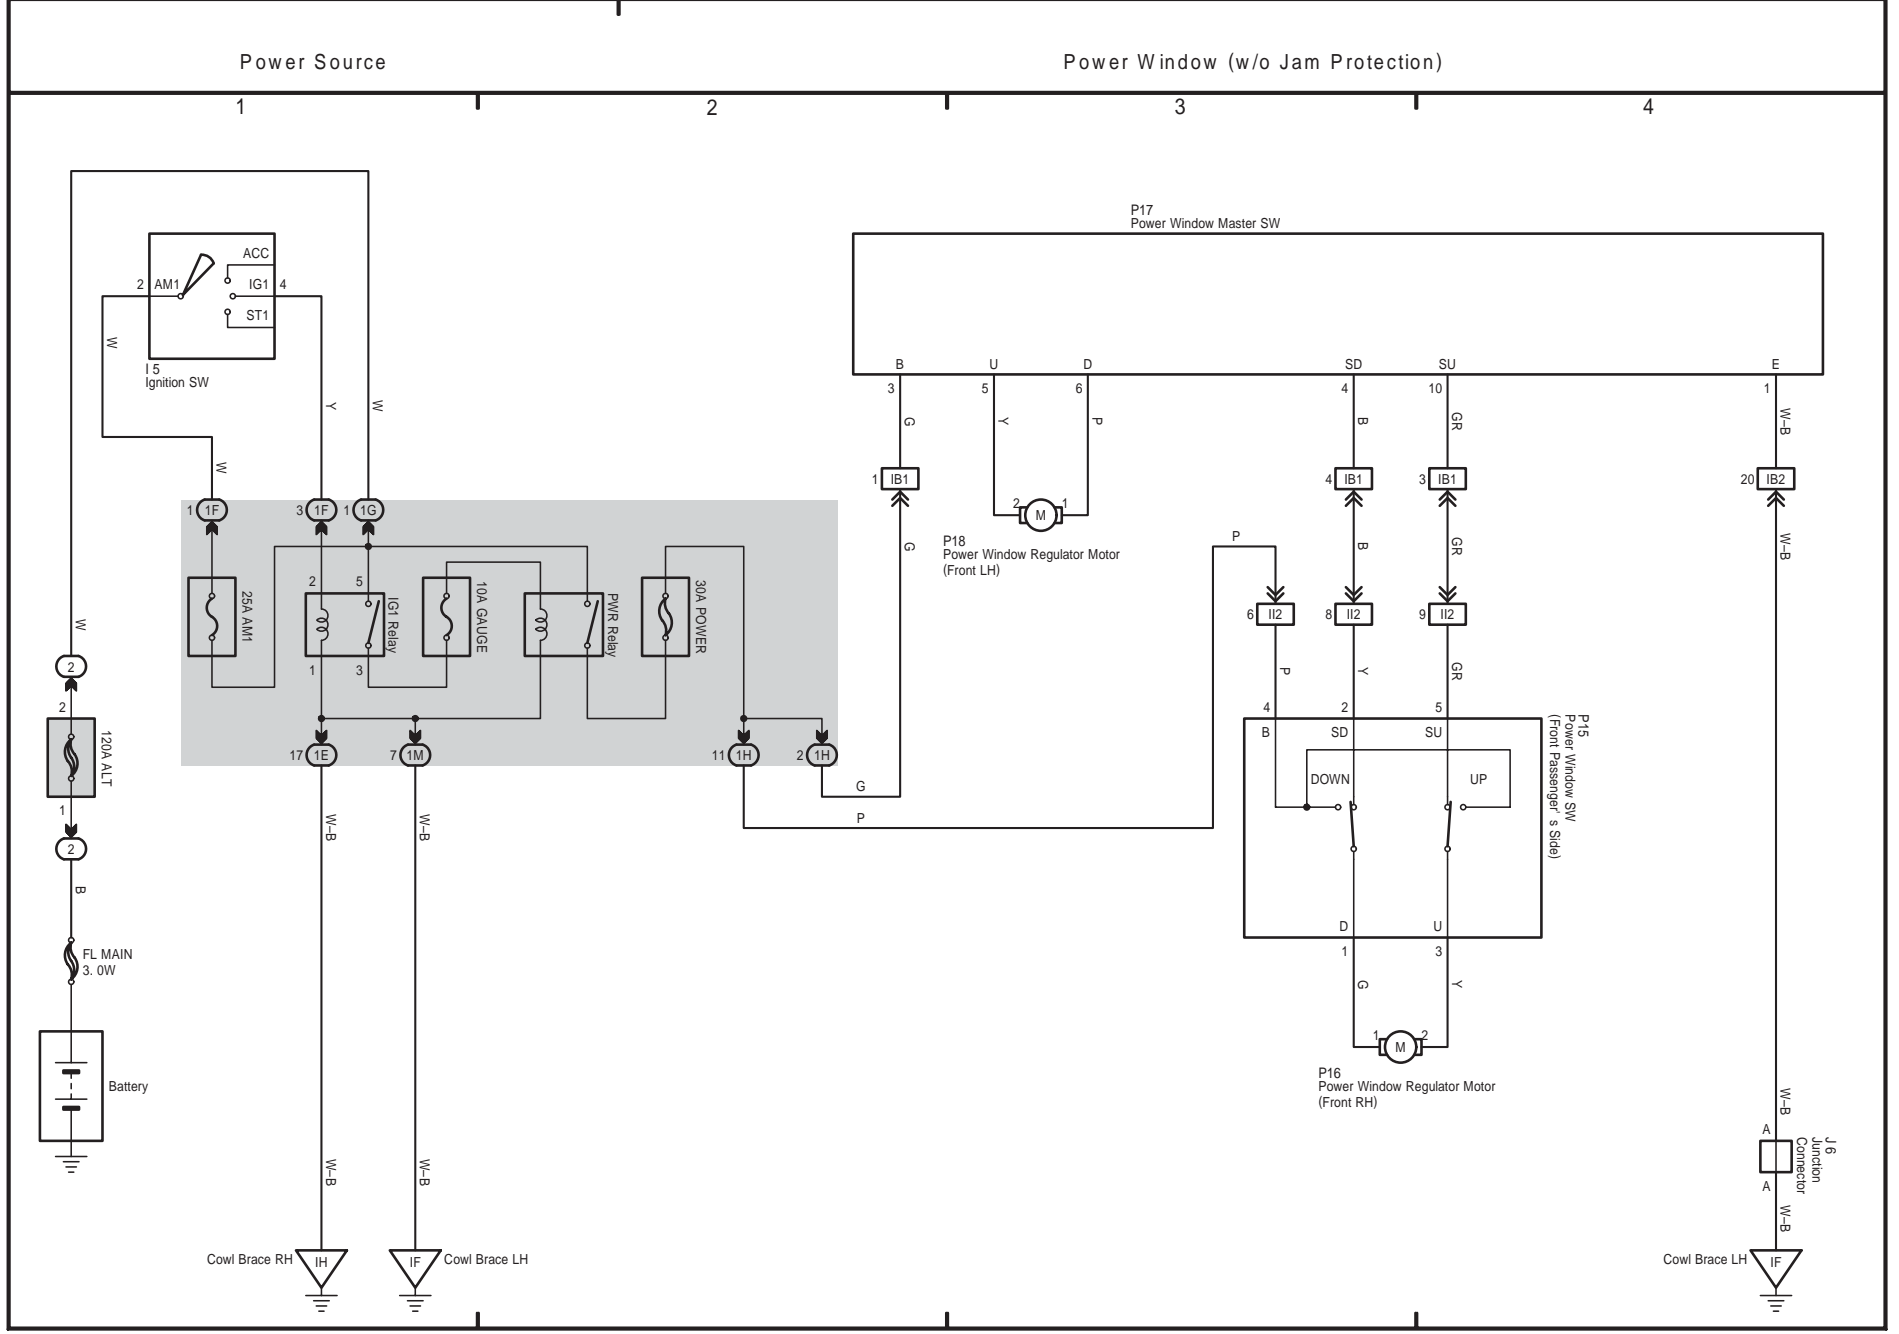 Power Source
Power Window (w/o Jam Protection)
1
2
3
4
P17
Power Window Master SW
ACC
2
AM1
IG1
4
ST1
I 5
Ignition SW
W
W
Y
W
B
U
D
SD
SU
E
3
5
6
4
10
1
G
Y
P
B
GR
W–B
1
IB1
4
IB1
3
IB1
20
IB2
1
1F
3
1F
1
1G
2
M
1
P18
Power Window Regulator Motor
(Front LH)
G
P
B
GR
W–B
25A AM1
2
5
1
3
IG1 Relay
10A GAUGE
PWR Relay
30A POWER
6
II2
8
II2
9
II2
W
P
Y
GR
2
2
120A ALT
1
2
B
17
1E
7
1M
11
1H
2
1H
G
P
4
2
5
B
SD
SU
DOWN
UP
D
U
1
3
P15
Power Window SW
(Front Passenger' s Side)
W–B
W–B
FL MAIN
3. 0W
G
Y
1
M
2
P16
Power Window Regulator Motor
(Front RH)
Battery
W–B
W–B
W–B
A
A
J 6
Junction
Connector
W–B
Cowl Brace RH
IH
IF
Cowl Brace LH
Cowl Brace LH
IF